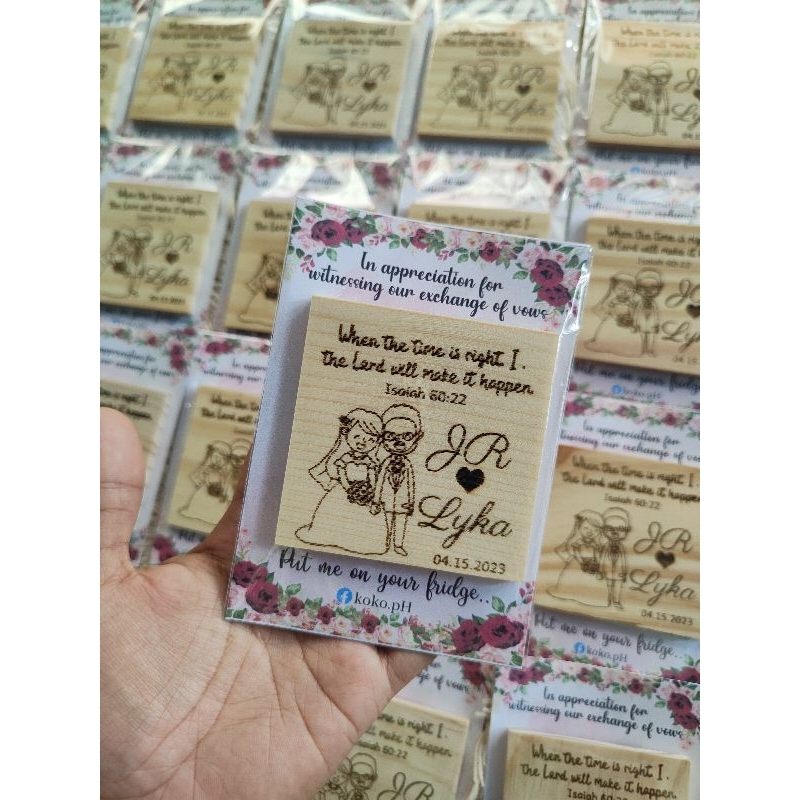 In appreciation for
witnessing our exchange of vows
When the time is right I,
the Lord will make it happen.
Isaiah 60:22
JR
Lyka
04.15.2023
Put me on your fridge...
koko.pH